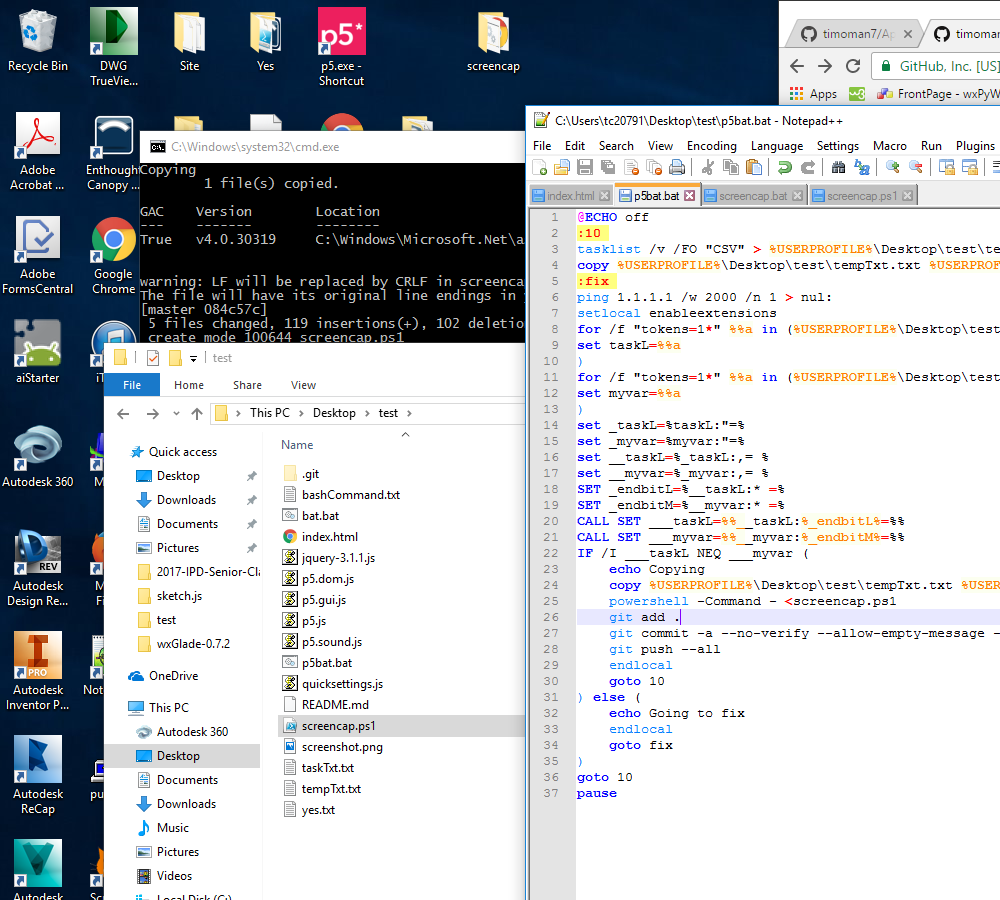 Recycle Bin
DWG
TrueView...
Site
Yes
p5*
p5.exe -
Shortcut
screencap
Adobe
Acrobat ...
Enthought
Canopy ...
Adobe
FormsCentral
Google
Chrome
aiStarter
Autodesk 360
REV
Autodesk
Design Re...
PRO
Autodesk
Inventor P...
Autodesk
ReCap
Autodesk
C:\Windows\system32\cmd.exe
Copying
1 file(s) copied.
GAC Version Location
--- ------- --------
True v4.0.30319 C:\Windows\Microsoft.Net\a
warning: LF will be replaced by CRLF in screenca
The file will have its original line endings in
[master 084c57c]
5 files changed, 119 insertions(+), 102 deletio
create mode 100644 screencap.ps1
test
File Home Share View
This PC > Desktop > test >
Quick access
Desktop
Downloads
Documents
Pictures
2017-IPD-Senior-Cla
sketch.js
test
wxGlade-0.7.2
OneDrive
This PC
Autodesk 360
Desktop
Documents
Downloads
Music
Pictures
Videos
Local Disk (C:)
Name
.git
bashCommand.txt
bat.bat
index.html
jquery-3.1.1.js
p5.dom.js
p5.gui.js
p5.js
p5.sound.js
p5bat.bat
quicksettings.js
README.md
screencap.ps1
screenshot.png
taskTxt.txt
tempTxt.txt
yes.txt
timoman7/Ap
timoman
GitHub, Inc. [US]
Apps w3 FrontPage - wxPyW
C:\Users\tc20791\Desktop\test\p5bat.bat - Notepad++
File Edit Search View Encoding Language Settings Macro Run Plugins
index.html p5bat.bat screencap.bat screencap.ps1
1 @ECHO off
2 :10
3 tasklist /v /FO "CSV" > %USERPROFILE%\Desktop\test\te
4 copy %USERPROFILE%\Desktop\test\tempTxt.txt %USERPROF
5 :fix
6 ping 1.1.1.1 /w 2000 /n 1 > nul:
7 setlocal enableextensions
8 for /f "tokens=1*" %%a in (%USERPROFILE%\Desktop\test
9 set taskL=%%a
10 )
11 for /f "tokens=1*" %%a in (%USERPROFILE%\Desktop\test
12 set myvar=%%a
13 )
14 set _taskL=%taskL:"=%
15 set _myvar=%myvar:"=%
16 set __taskL=%_taskL:,= %
17 set __myvar=%_myvar:,= %
18 SET _endbitL=%__taskL:* =%
19 SET _endbitM=%__myvar:* =%
20 CALL SET ___taskL=%%__taskL:%_endbitL%=%%
21 CALL SET ___myvar=%%__myvar:%_endbitM%=%%
22 IF /I ___taskL NEQ ___myvar (
23 echo Copying
24 copy %USERPROFILE%\Desktop\test\tempTxt.txt %USE
25 powershell -Command - <screencap.ps1
26 git add .
27 git commit -a --no-verify --allow-empty-message -
28 git push --all
29 endlocal
30 goto 10
31 ) else (
32 echo Going to fix
33 endlocal
34 goto fix
35 )
36 goto 10
37 pause